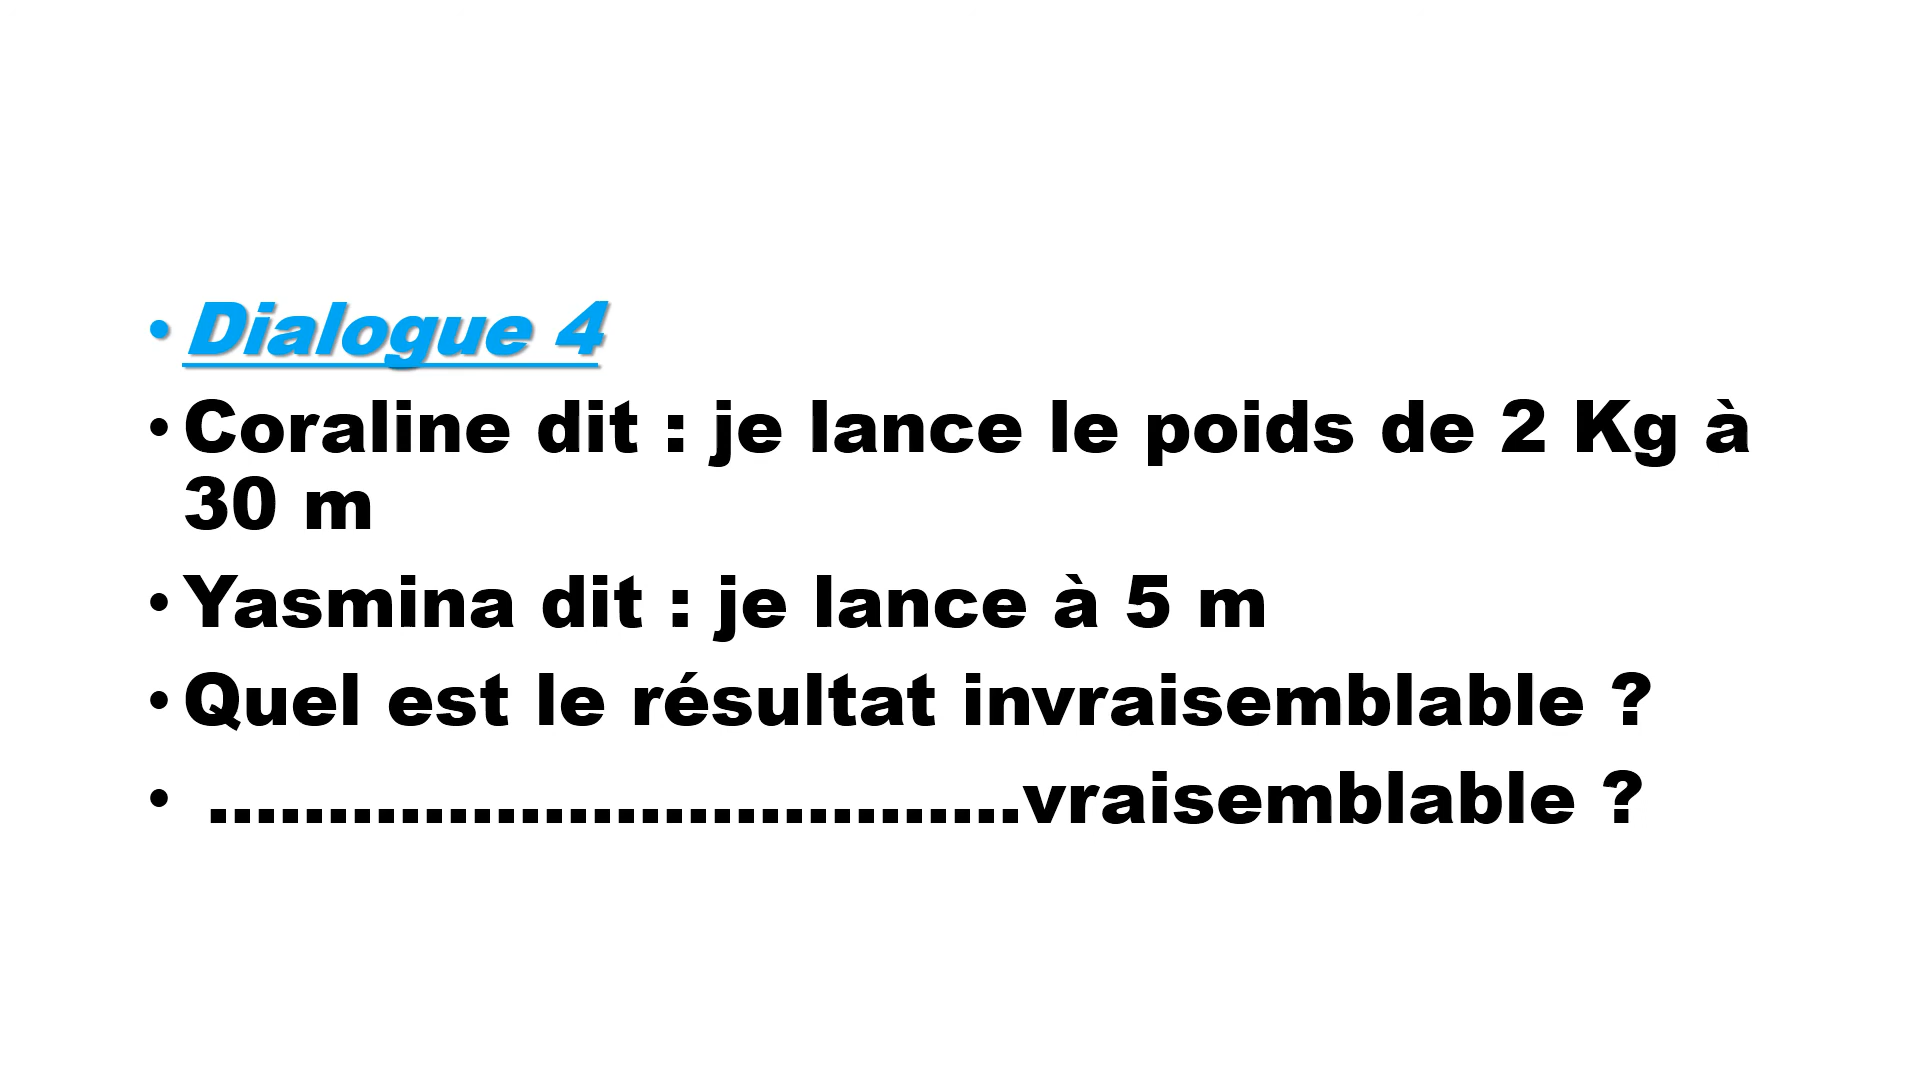 • Dialogue 4
• Coraline dit : je lance le poids de 2 Kg à
30 m
• Yasmina dit : je lance à 5 m
• Quel est le résultat invraisemblable ?
• ..................................vraisemblable ?